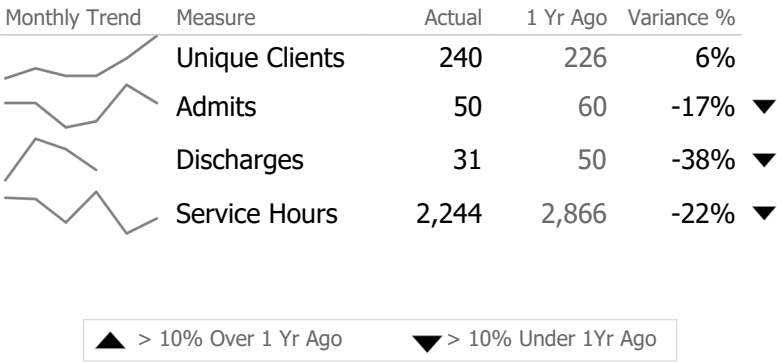 Monthly Trend Measure Actual 1 Yr Ago Variance %
Unique Clients 240 226 6%
Admits 50 60 -17% ▼
Discharges 31 50 -38% ▼
Service Hours 2,244 2,866 -22% ▼
▲ > 10% Over 1 Yr Ago ▼ > 10% Under 1Yr Ago